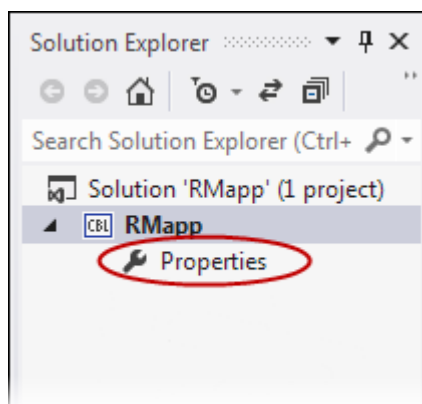 Solution Explorer
Search Solution Explorer (Ctrl+
Solution 'RMapp' (1 project)
CBL RMapp
Properties